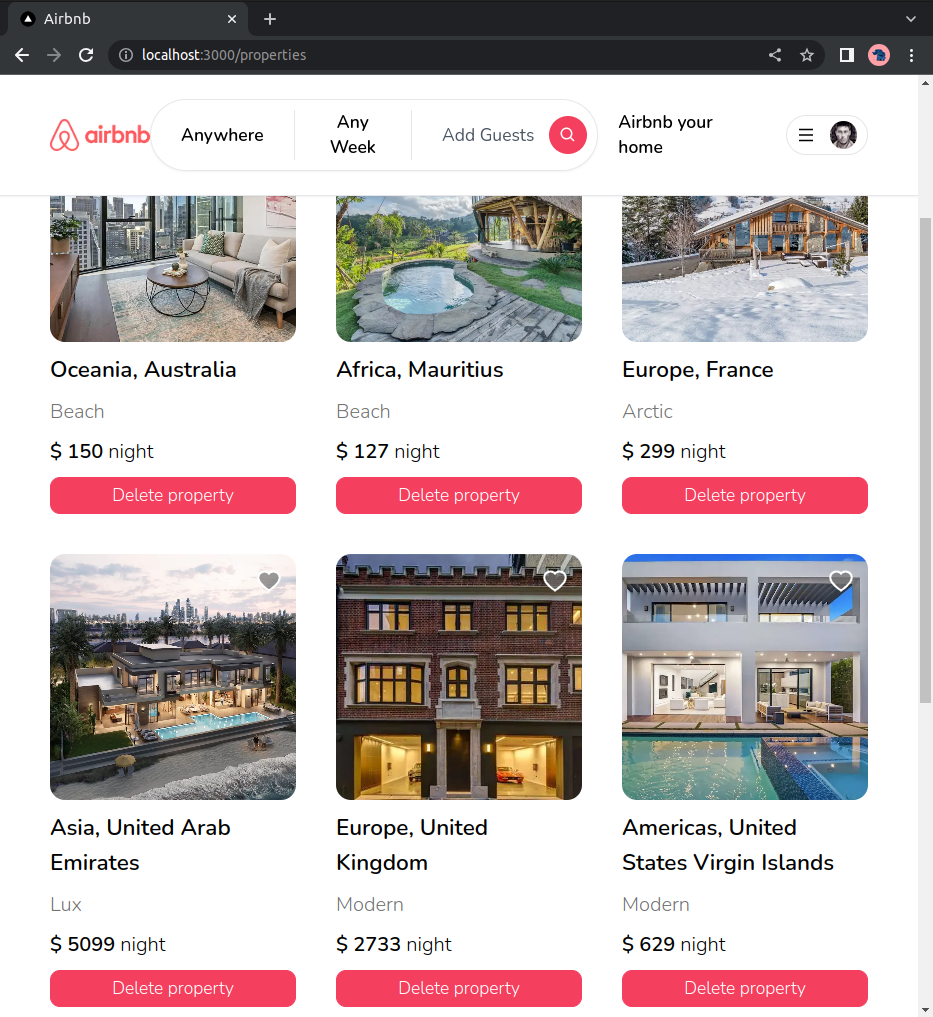 Airbnb
localhost:3000/properties
airbnb
Anywhere
Any
Week
Add Guests
Airbnb your
home
Oceania, Australia
Beach
$ 150 night
Delete property
Africa, Mauritius
Beach
$ 127 night
Delete property
Europe, France
Arctic
$ 299 night
Delete property
Asia, United Arab
Emirates
Lux
$ 5099 night
Delete property
Europe, United
Kingdom
Modern
$ 2733 night
Delete property
Americas, United
States Virgin Islands
Modern
$ 629 night
Delete property